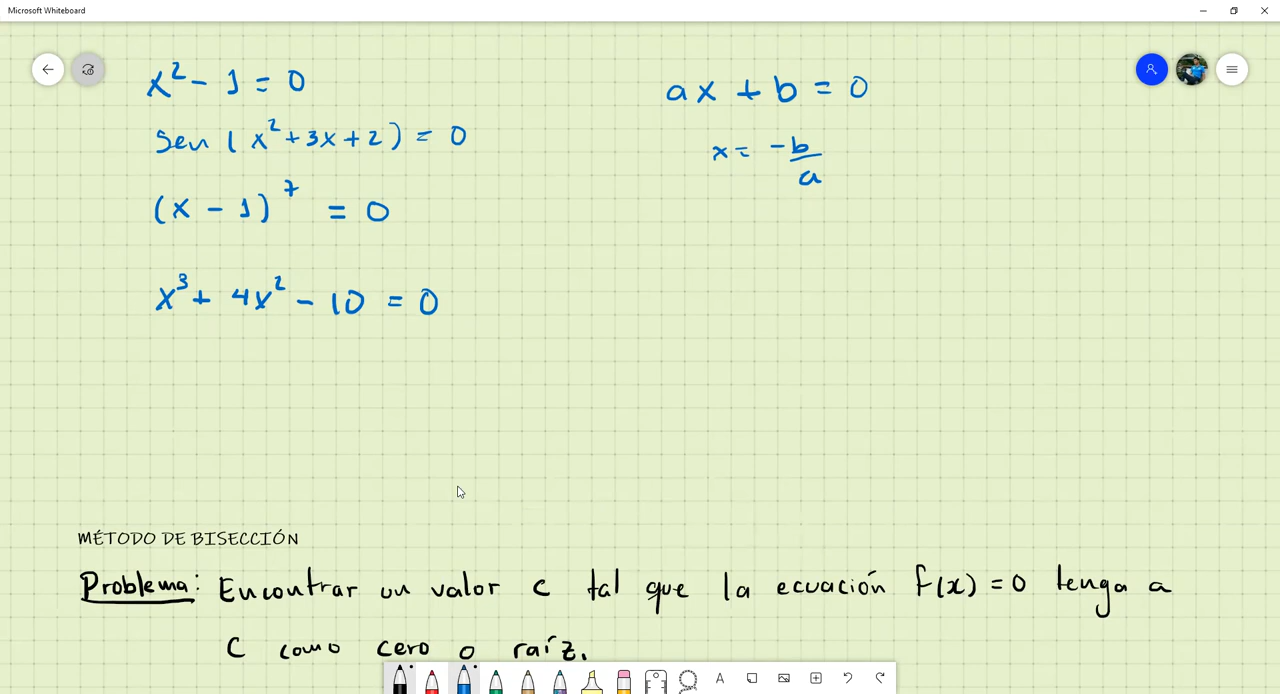 Microsoft Whiteboard
x² - 1 = 0
Sen (x² + 3x + 2) = 0
(x - 1)⁷ = 0
x³ + 4x² - 10 = 0
ax + b = 0
x = -b/a
MÉTODO DE BISECCIÓN
Problema: Encontrar un valor c tal que la ecuación f(x) = 0 tenga a
C como cero o raíz.
A